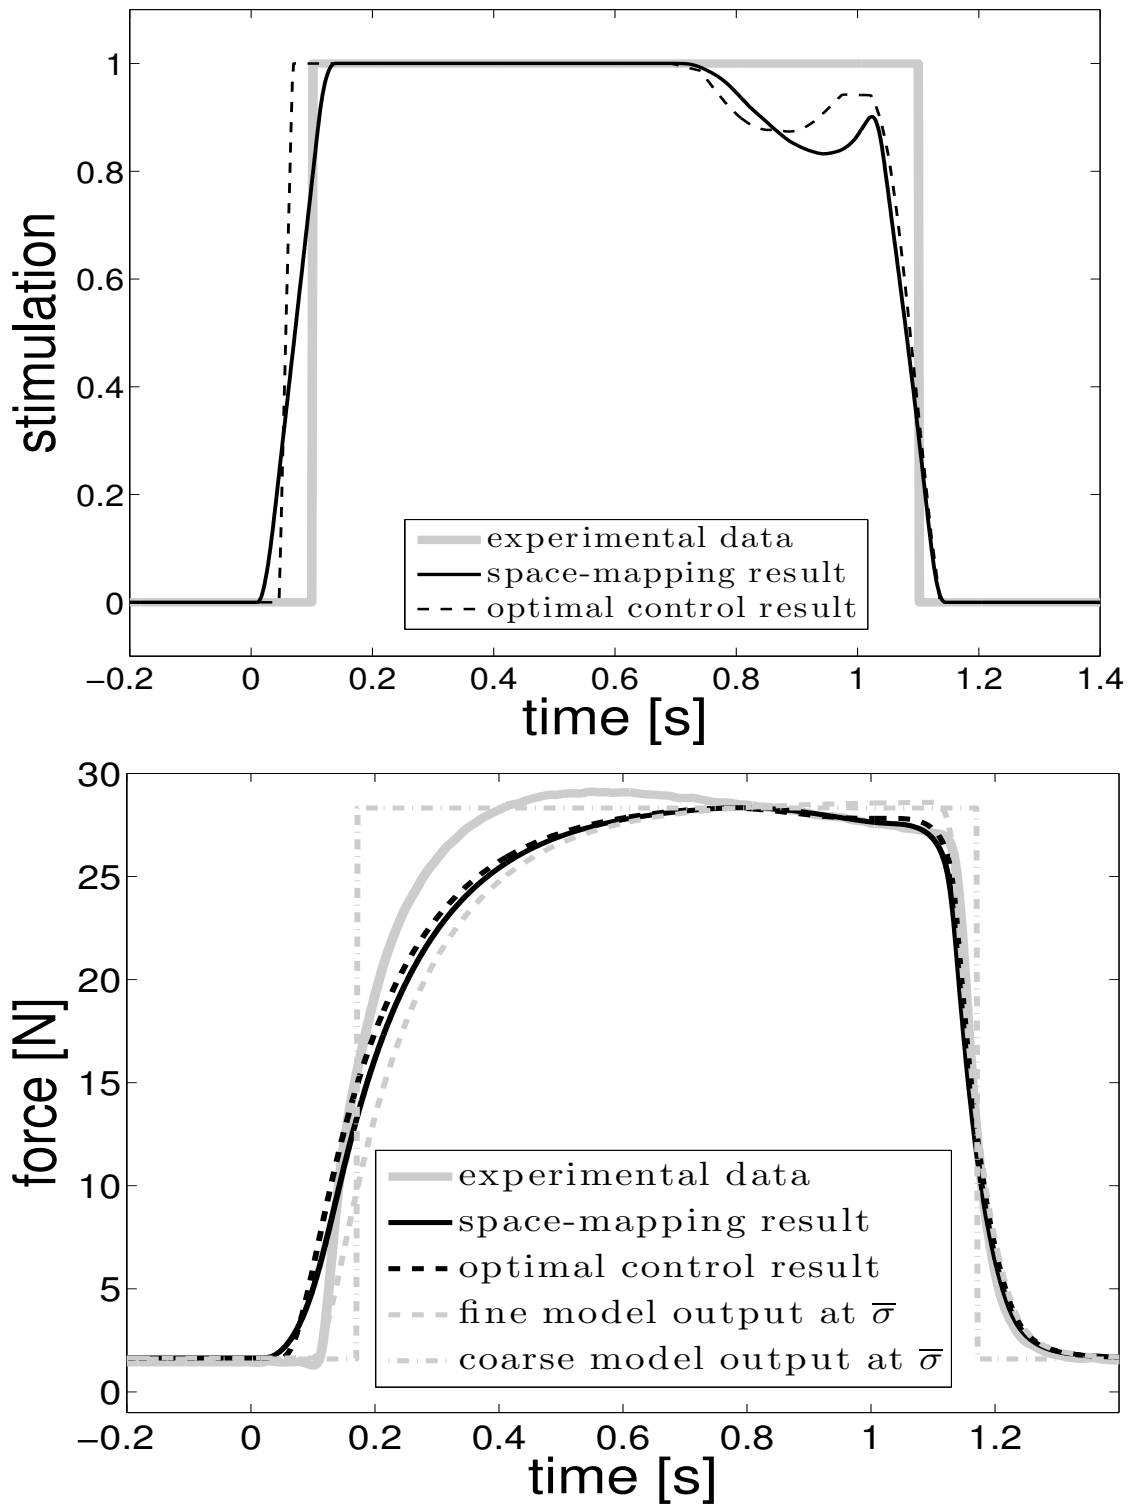 1
0.8
0.6
0.4
0.2
0
stimulation
experimental data
space-mapping result
optimal control result
−0.2 0 0.2 0.4 0.6 0.8 1 1.2 1.4
time [s]
30
25
20
15
10
5
0
force [N]
experimental data
space-mapping result
optimal control result
fine model output at σ̅
coarse model output at σ̅
−0.2 0 0.2 0.4 0.6 0.8 1 1.2
time [s]